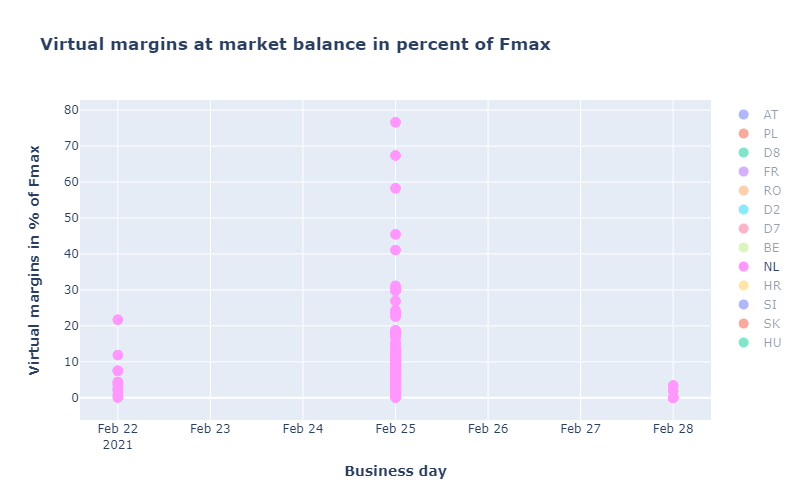 Virtual margins at market balance in percent of Fmax
Virtual margins in % of Fmax
80
70
60
50
40
30
20
10
0
Feb 22
2021
Feb 23
Feb 24
Feb 25
Feb 26
Feb 27
Feb 28
Business day
AT
PL
D8
FR
RO
D2
D7
BE
NL
HR
SI
SK
HU